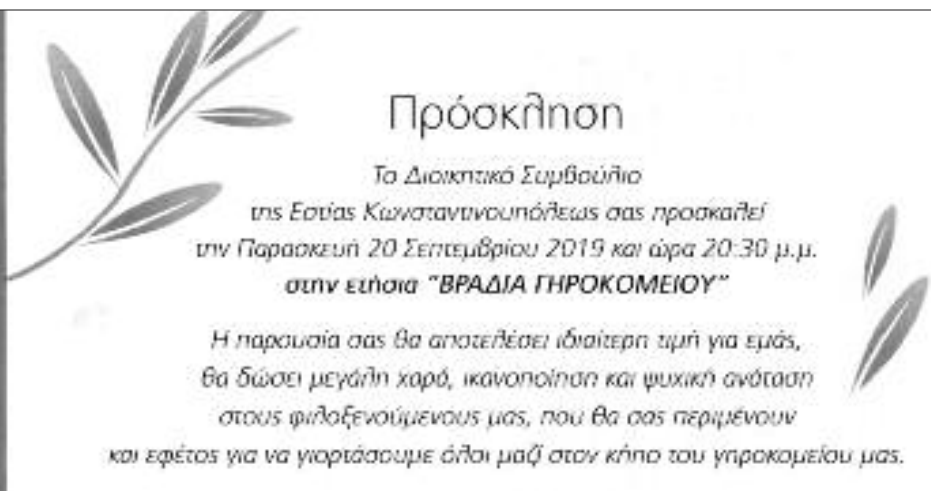 Πρόσκληση
Το Διοικητικό Συμβούλιο
της Εστίας Κωνσταντινουπόλεως σας προσκαλεί
την Παρασκευή 20 Σεπτεμβρίου 2019 και ώρα 20:30 μ.μ.
στην ετήσια “ΒΡΑΔΙΑ ΓΗΡΟΚΟΜΕΙΟΥ”
Η παρουσία σας θα αποτελέσει ιδιαίτερη τιμή για εμάς,
θα δώσει μεγάλη χαρά, ικανοποίηση και ψυχική ανάταση
στους φιλοξενούμενους μας, που θα σας περιμένουν
και εφέτος για να γιορτάσουμε όλοι μαζί στον κήπο του γηροκομείου μας.